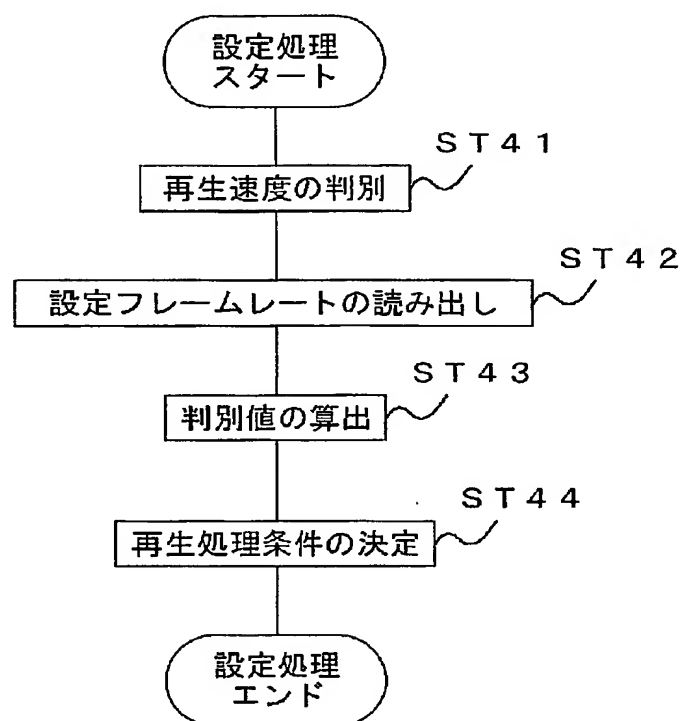 設定処理
スタート
ST41
再生速度の判別
ST42
設定フレームレートの読み出し
ST43
判別値の算出
ST44
再生処理条件の決定
設定処理
エンド